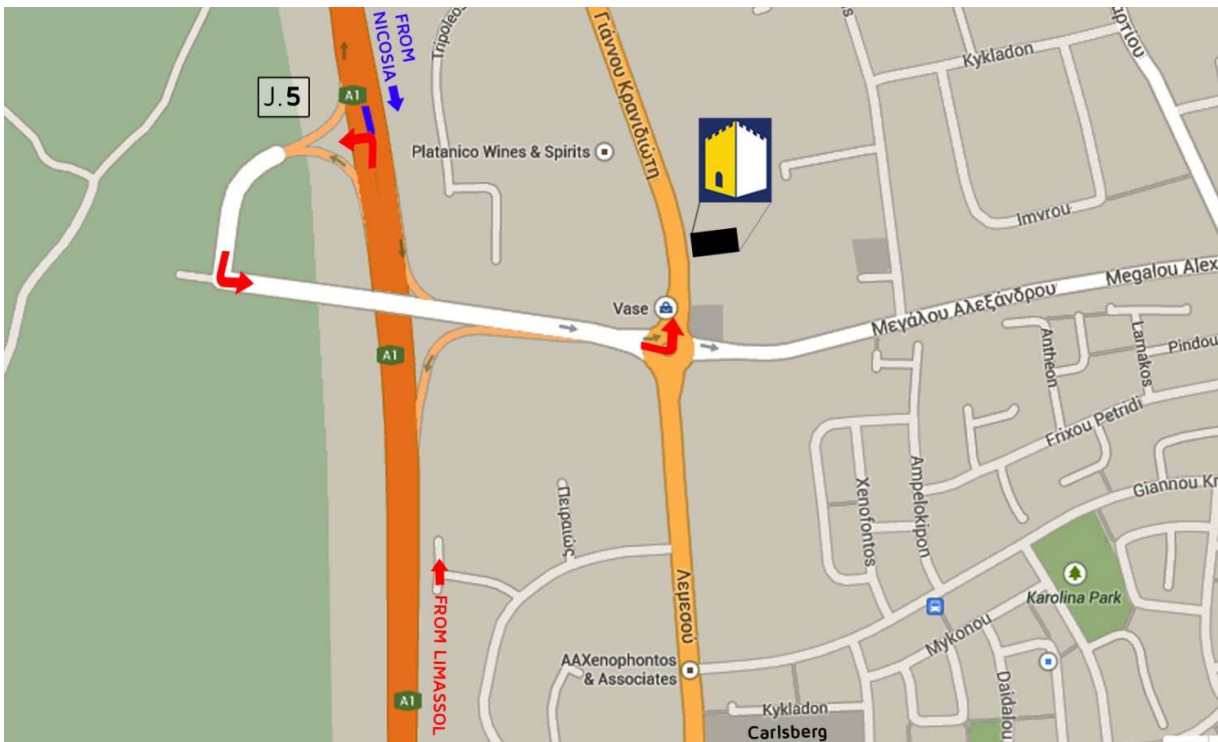 FROM
NICOSIA
A1
J.5
Tripoleos
Γιάννου Κρανιδιώτη
Kykladon
Platanico Wines & Spirits
Imvrou
Megalou Alex
Μεγάλου Αλεξάνδρου
Vase
A1
Antheon
Lamakos
Pindou
Frixou Petridi
Xenofontos
Ampelokipon
Giannou Kr
Πειραιώς
Λεμεσού
FROM LIMASSOL
Karolina Park
Mykonou
AAXenophontos
& Associates
Daidalou
A1
Kykladon
Carlsberg